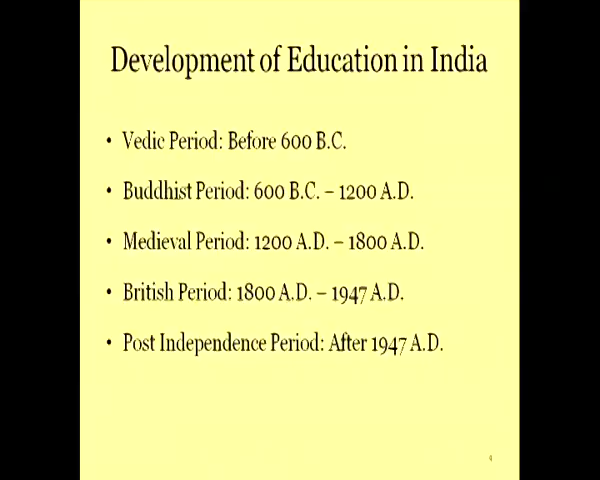 Development of Education in India
• Vedic Period: Before 600 B.C.
• Buddhist Period: 600 B.C. – 1200 A.D.
• Medieval Period: 1200 A.D. – 1800 A.D.
• British Period: 1800 A.D. – 1947 A.D.
• Post Independence Period: After 1947 A.D.